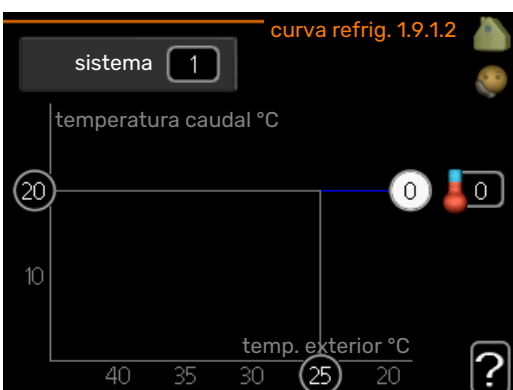 curva refrig. 1.9.1.2
sistema 1
temperatura caudal °C
20 0 0
10
temp. exterior °C
40 35 30 25 20
?